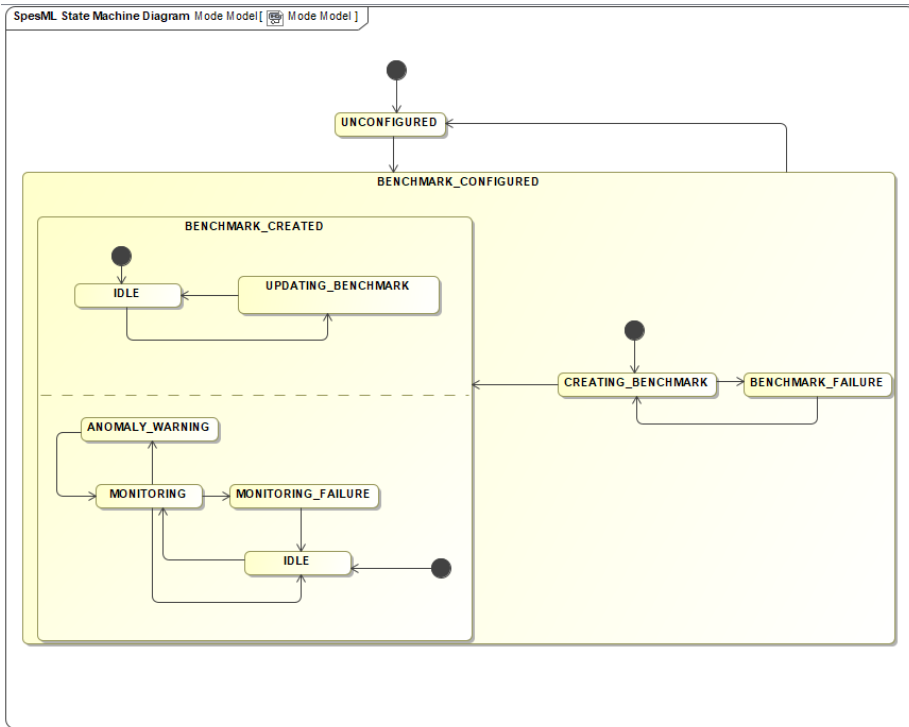 SpesML State Machine Diagram Mode Model[ Mode Model ]
UNCONFIGURED
BENCHMARK_CONFIGURED
BENCHMARK_CREATED
IDLE
UPDATING_BENCHMARK
CREATING_BENCHMARK
BENCHMARK_FAILURE
ANOMALY_WARNING
MONITORING
MONITORING_FAILURE
IDLE